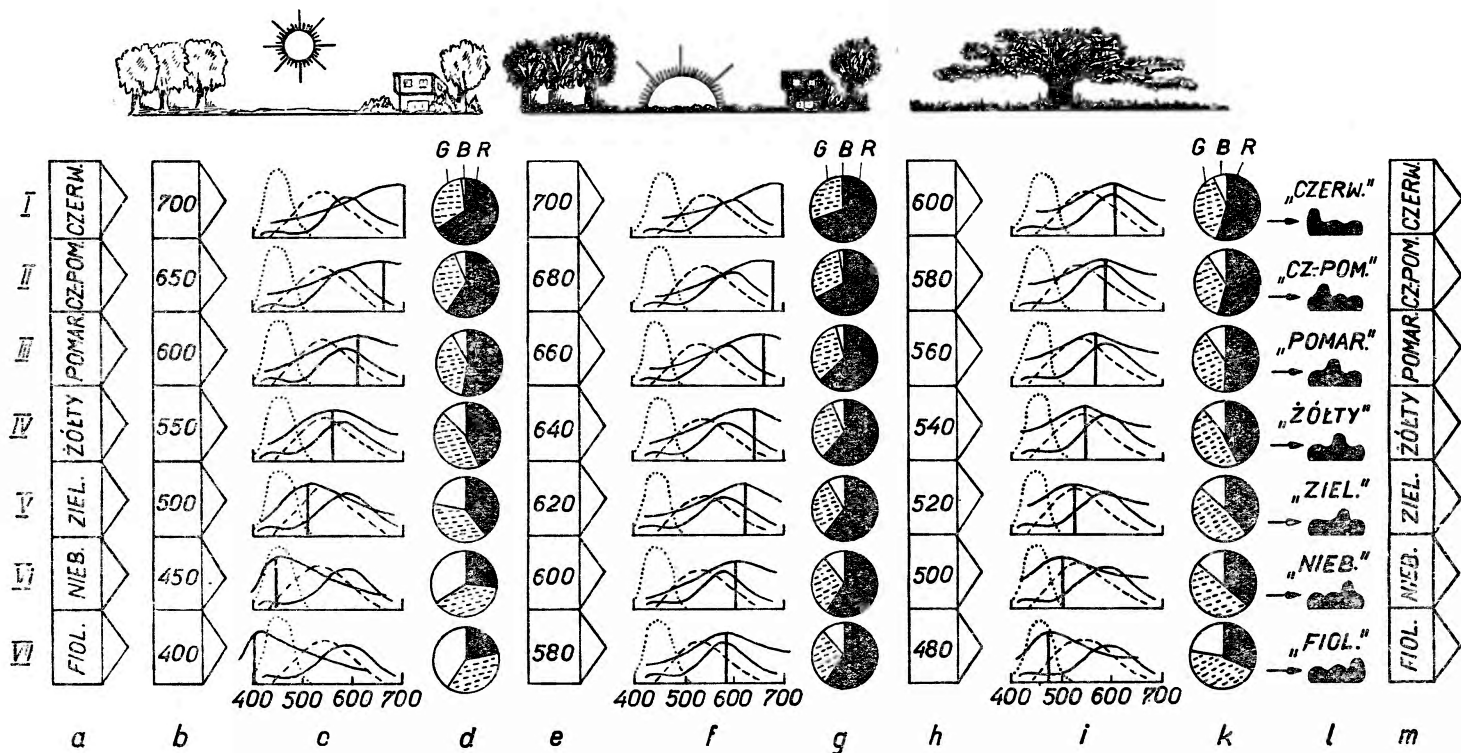 G B R G B R G B R
I CZERW. 700 700 600 „CZERW." CZERW.
II CZ-POM. 650 680 580 „CZ-POM." CZ-POM.
III POMAR. 600 660 560 „POMAR." POMAR.
IV ŻÓŁTY 550 640 540 „ŻÓŁTY" ŻÓŁTY
V ZIEL. 500 620 520 „ZIEL." ZIEL.
VI NIEB. 450 600 500 „NIEB." NIEB.
VI FIOL. 400 580 480 „FIOL." FIOL.
400 500 600 700 400 500 600 700 400 500 600 700
a b c d e f g h i k l m